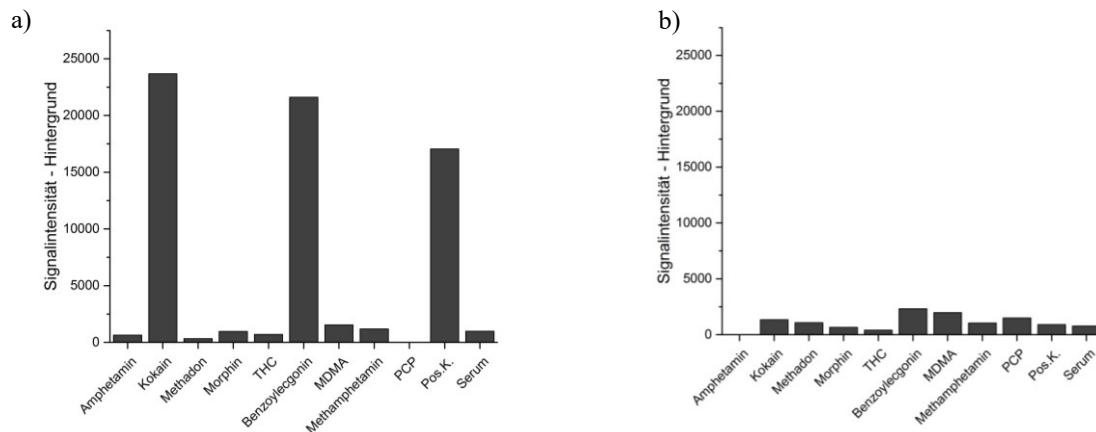 a)
Signalintensität - Hintergrund
25000
20000
15000
10000
5000
0
Amphetamin
Kokain
Methadon
Morphin
THC
Benzoylecgonin
MDMA
Methamphetamin
PCP
Pos.K.
Serum
b)
Signalintensität - Hintergrund
25000
20000
15000
10000
5000
0
Amphetamin
Kokain
Methadon
Morphin
THC
Benzoylecgonin
MDMA
Methamphetamin
PCP
Pos.K.
Serum